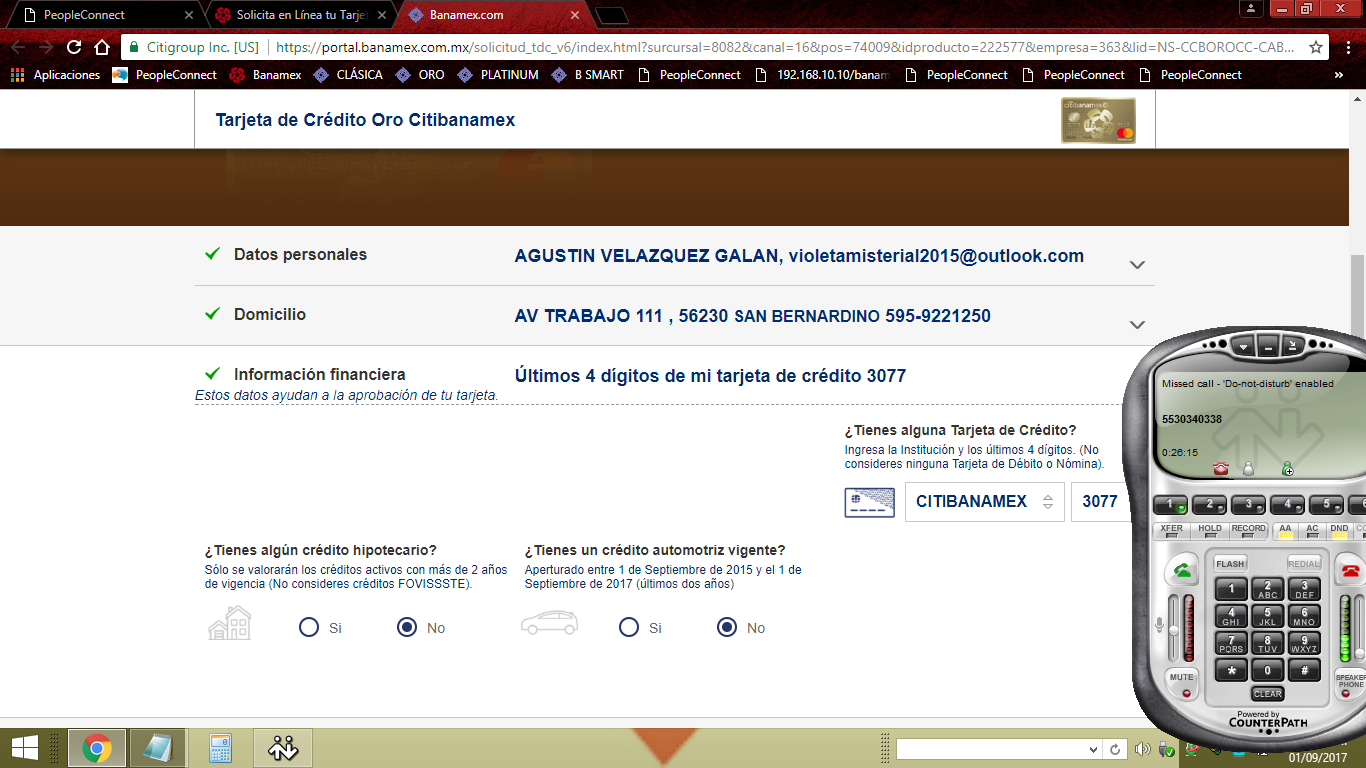 PeopleConnect
Solicita en Línea tu Tarje
Banamex.com
Citigroup Inc. [US]
https://portal.banamex.com.mx/solicitud_tdc_v6/index.html?surcursal=8082&canal=16&pos=74009&idproducto=222577&empresa=363&lid=NS-CCBOROCC-CAB...
Aplicaciones
PeopleConnect
Banamex
CLÁSICA
ORO
PLATINUM
B SMART
PeopleConnect
192.168.10.10/banam
PeopleConnect
PeopleConnect
PeopleConnect
»
Tarjeta de Crédito Oro Citibanamex
citibanamex
Datos personales
AGUSTIN VELAZQUEZ GALAN, violetamisterial2015@outlook.com
Domicilio
AV TRABAJO 111 , 56230 SAN BERNARDINO 595-9221250
Información financiera
Últimos 4 dígitos de mi tarjeta de crédito 3077
Estos datos ayudan a la aprobación de tu tarjeta.
¿Tienes alguna Tarjeta de Crédito?
Ingresa la Institución y los últimos 4 dígitos. (No
consideres ninguna Tarjeta de Débito o Nómina).
CITIBANAMEX
3077
¿Tienes algún crédito hipotecario?
Sólo se valorarán los créditos activos con más de 2 años
de vigencia (No consideres créditos FOVISSSTE).
Si
No
¿Tienes un crédito automotriz vigente?
Aperturado entre 1 de Septiembre de 2015 y el 1 de
Septiembre de 2017 (últimos dos años)
Si
No
Missed call - 'Do-not-disturb' enabled
5530340338
0:26:15
1 2 3 4 5 6
XFER HOLD RECORD AA AC DND CO
FLASH REDIAL
1 2 ABC 3 DEF
4 GHI 5 JKL 6 MNO
7 PQRS 8 TUV 9 WXYZ
* 0 #
MUTE
CLEAR
SPEAKER
PHONE
Powered by
COUNTERPATH
01/09/2017